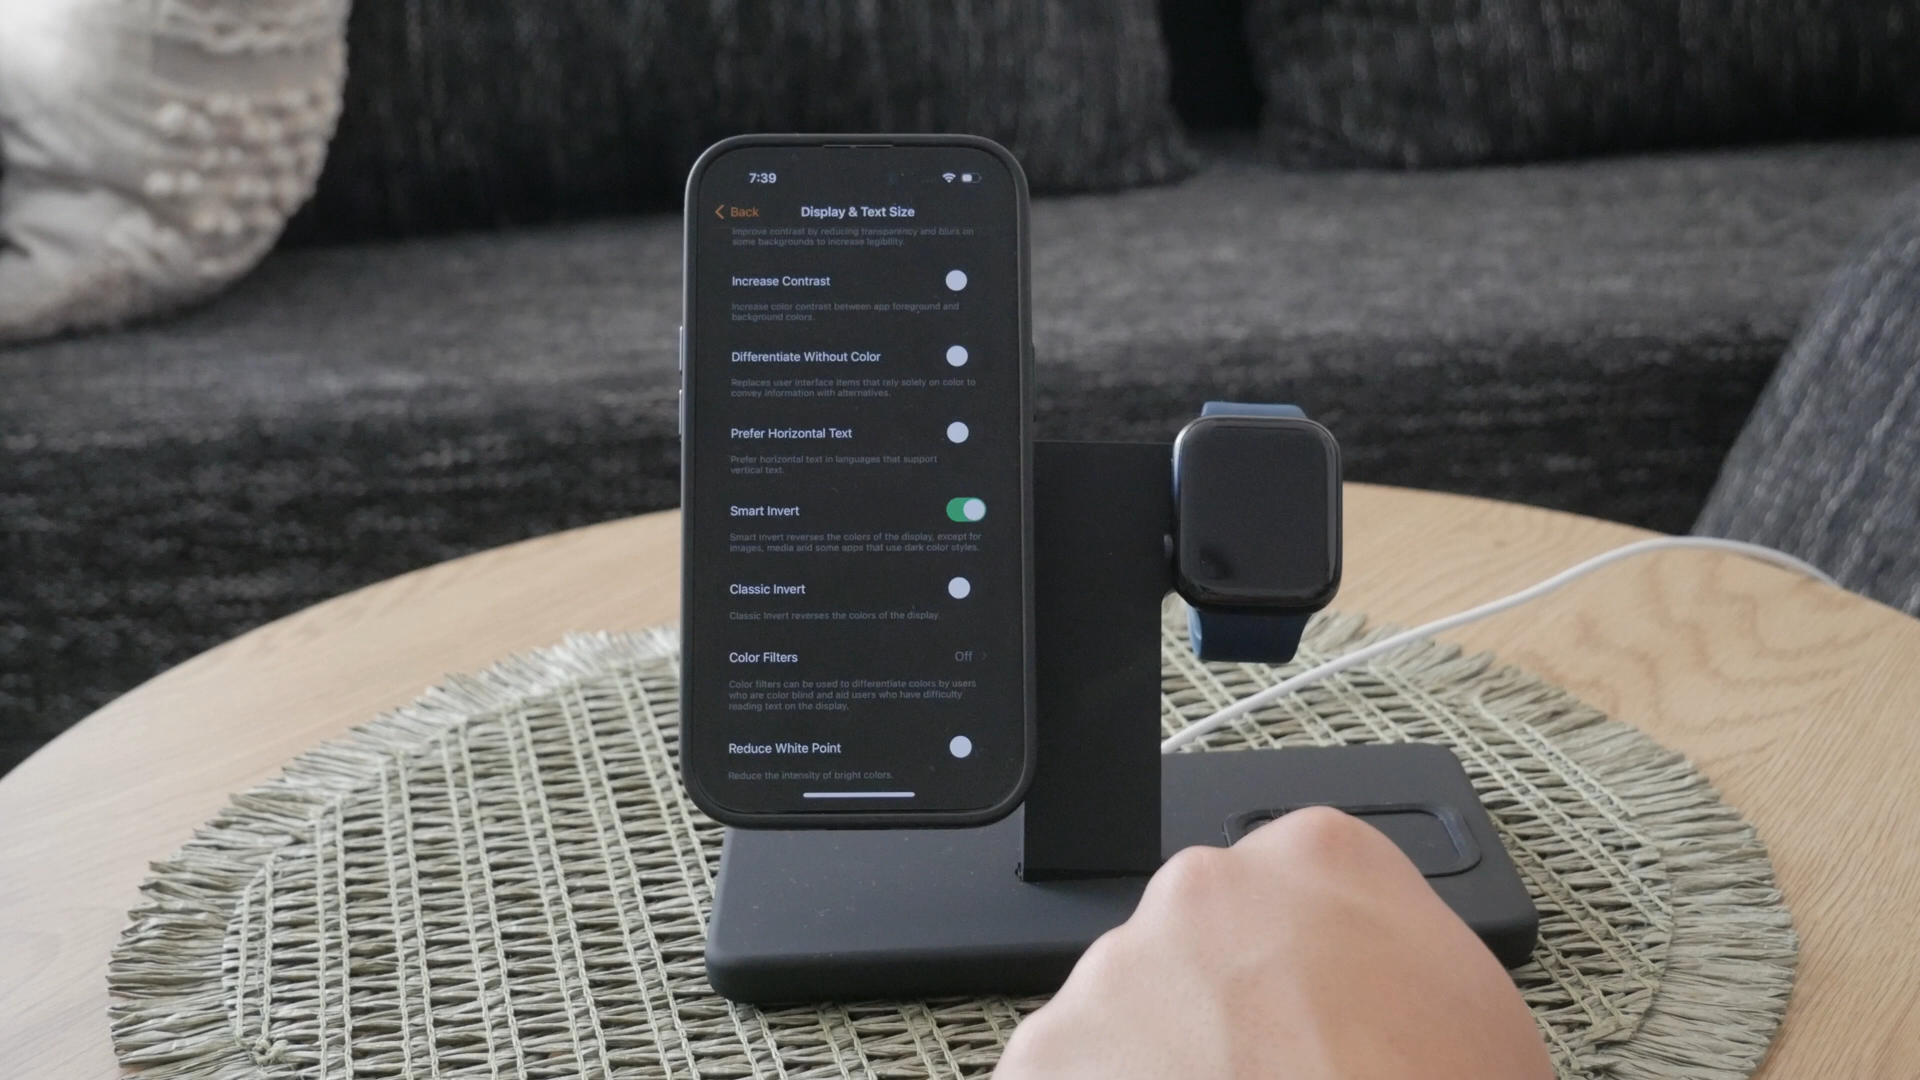 7:39
Back
Display & Text Size
Improve contrast by reducing transparency and blurs on
some backgrounds to increase legibility.
Increase Contrast
Increase color contrast between app foreground and
background colors.
Differentiate Without Color
Replaces user interface items that rely solely on color to
convey information with alternatives.
Prefer Horizontal Text
Prefer horizontal text in languages that support
vertical text.
Smart Invert
Smart Invert reverses the colors of the display, except for
images, media and some apps that use dark color styles.
Classic Invert
Classic Invert reverses the colors of the display.
Color Filters
Off
Color filters can be used to differentiate colors by users
who are color blind and aid users who have difficulty
reading text on the display.
Reduce White Point
Reduce the intensity of bright colors.